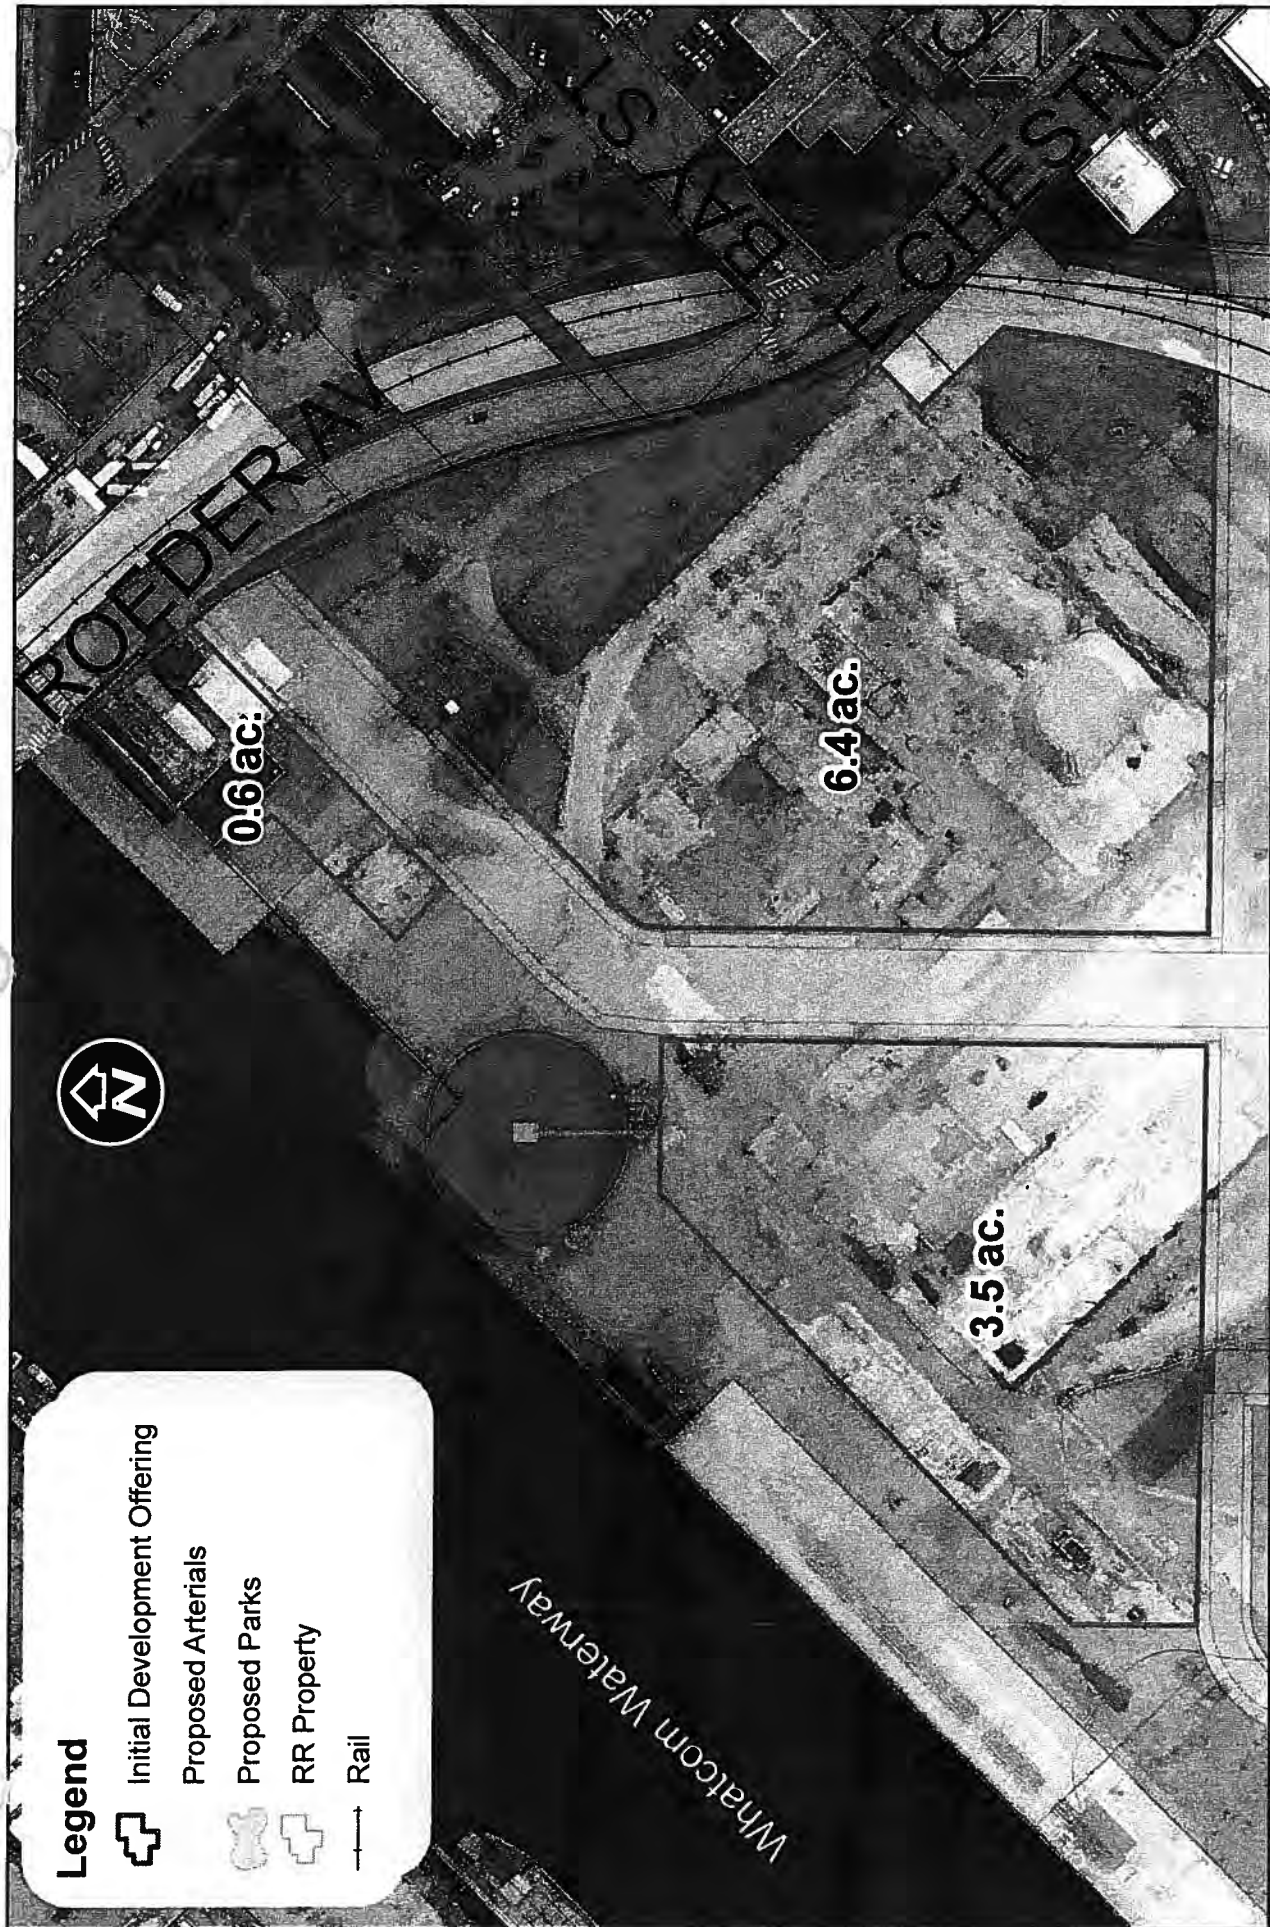 Legend
Initial Development Offering
Proposed Arterials
Proposed Parks
RR Property
Rail
N
ROEDER AV
BAY ST
E CHESTNU
0.6 ac.
6.4 ac.
3.5 ac.
Whatcom Waterway